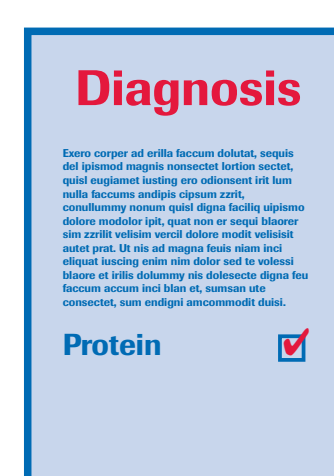 Diagnosis
Exero corper ad erilla faccum dolutat, sequis
del ipismod magnis nonsectet lortion sectet,
quisl eugiamet iusting ero odionsent irit lum
nulla faccums andipis cipsum zzrit,
conullummy nonum quisl digna faciliq uipismo
dolore modolor ipit, quat non er sequi blaorer
sim zzrilit velisim vercil dolore modit velisisit
autet prat. Ut nis ad magna feuis niam inci
eliquat iuscing enim nim dolor sed te volessi
blaore et irilis dolummy nis dolesecte digna feu
faccum accum inci blan et, sumsan ute
consectet, sum endigni amcommodit duisi.
Protein